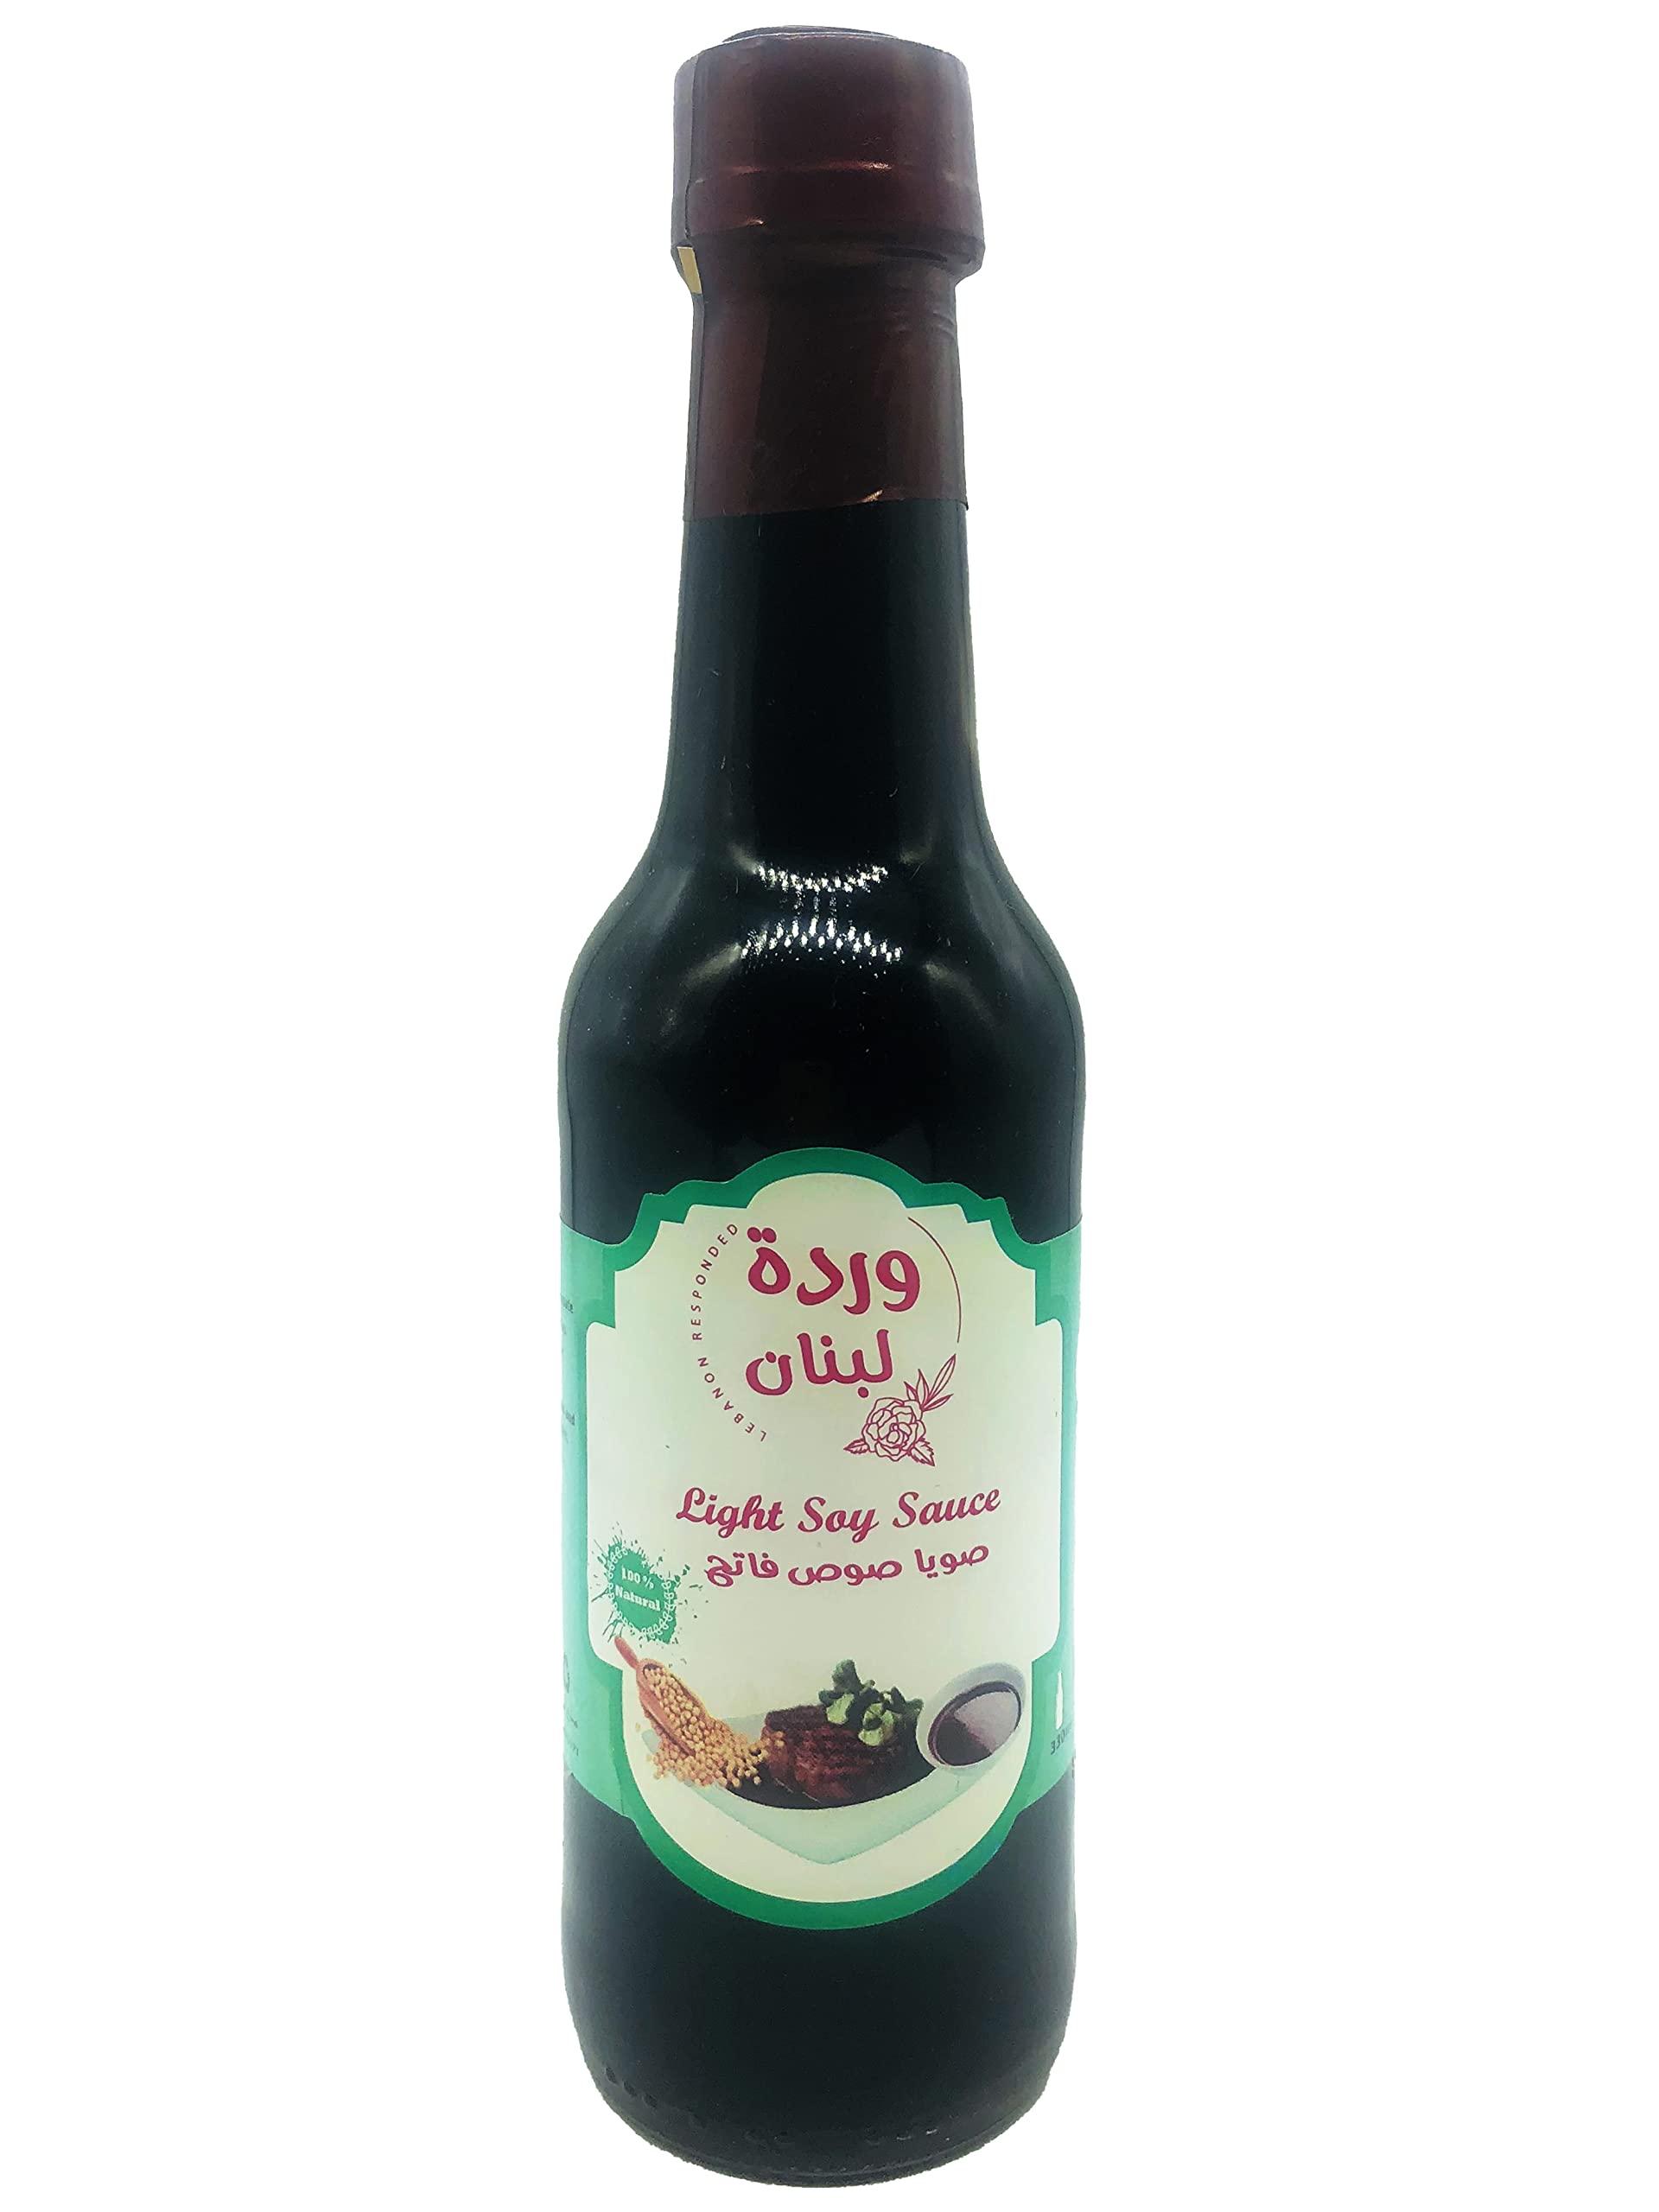 وردة
لبنان
LEBANON RESPONDED
Light Soy Sauce
صويا صوص فاتح
100%
Natural